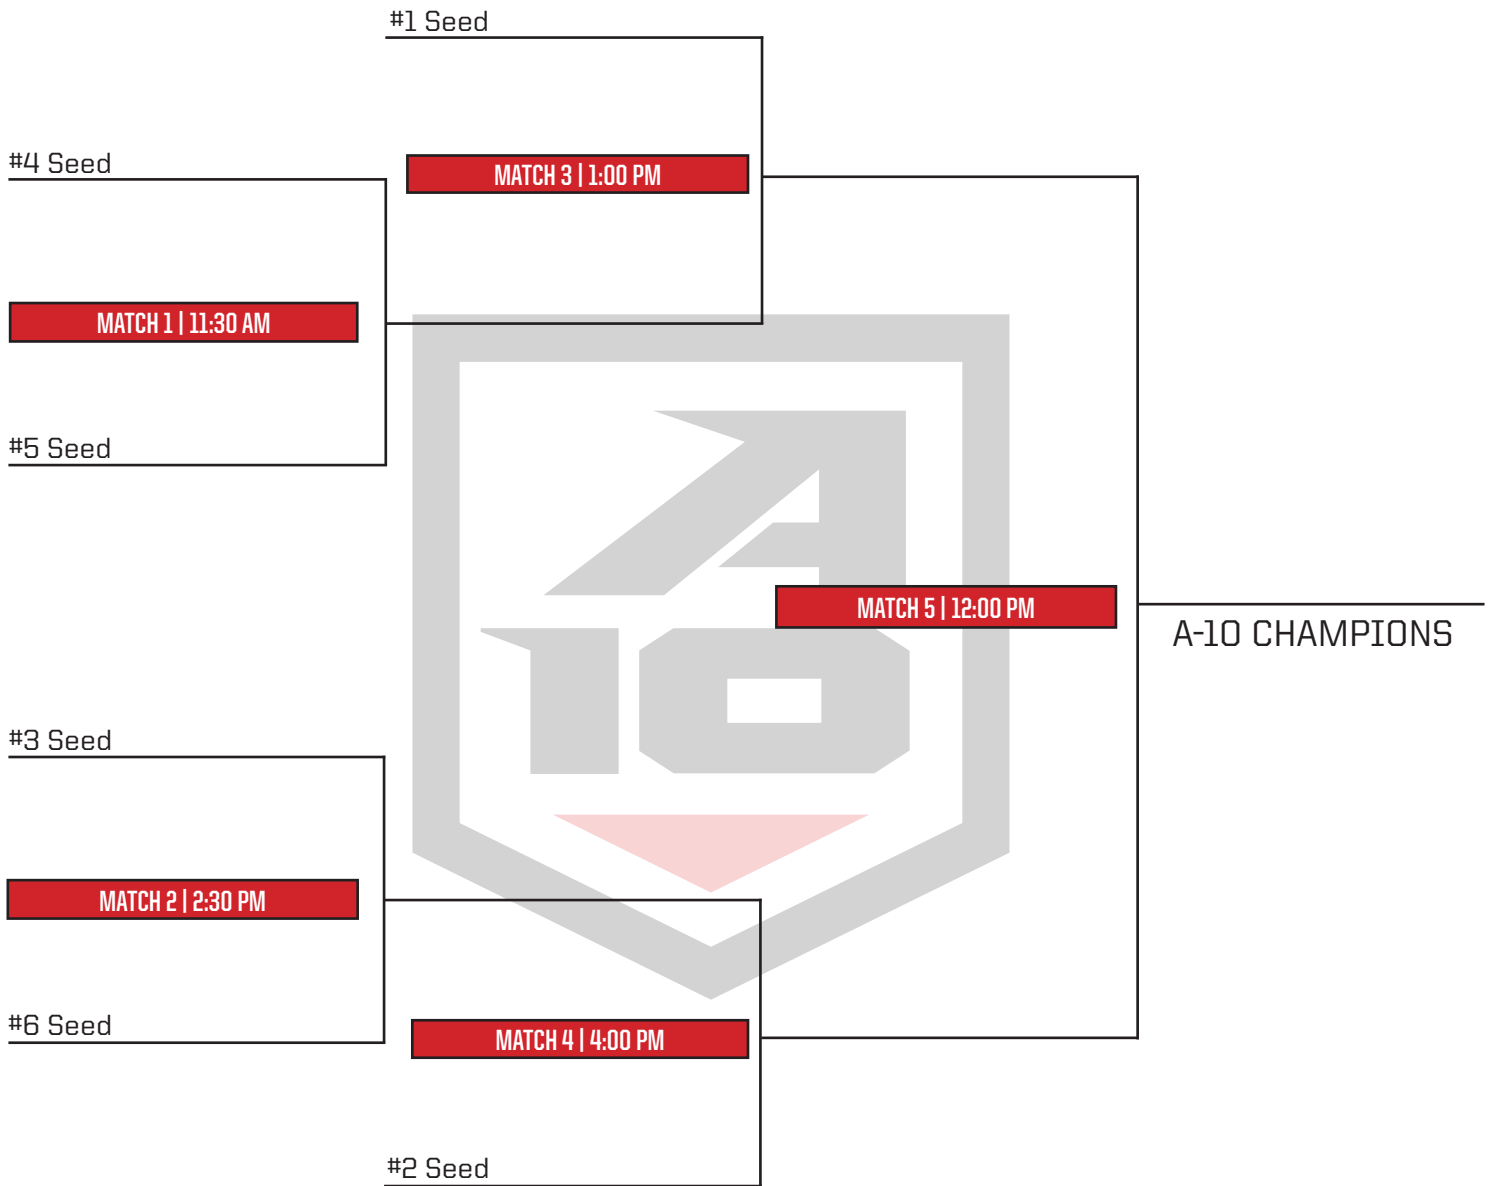 #1 Seed
#4 Seed
MATCH 3 | 1:00 PM
MATCH 1 | 11:30 AM
#5 Seed
A
10
MATCH 5 | 12:00 PM
A-10 CHAMPIONS
#3 Seed
MATCH 2 | 2:30 PM
#6 Seed
MATCH 4 | 4:00 PM
#2 Seed